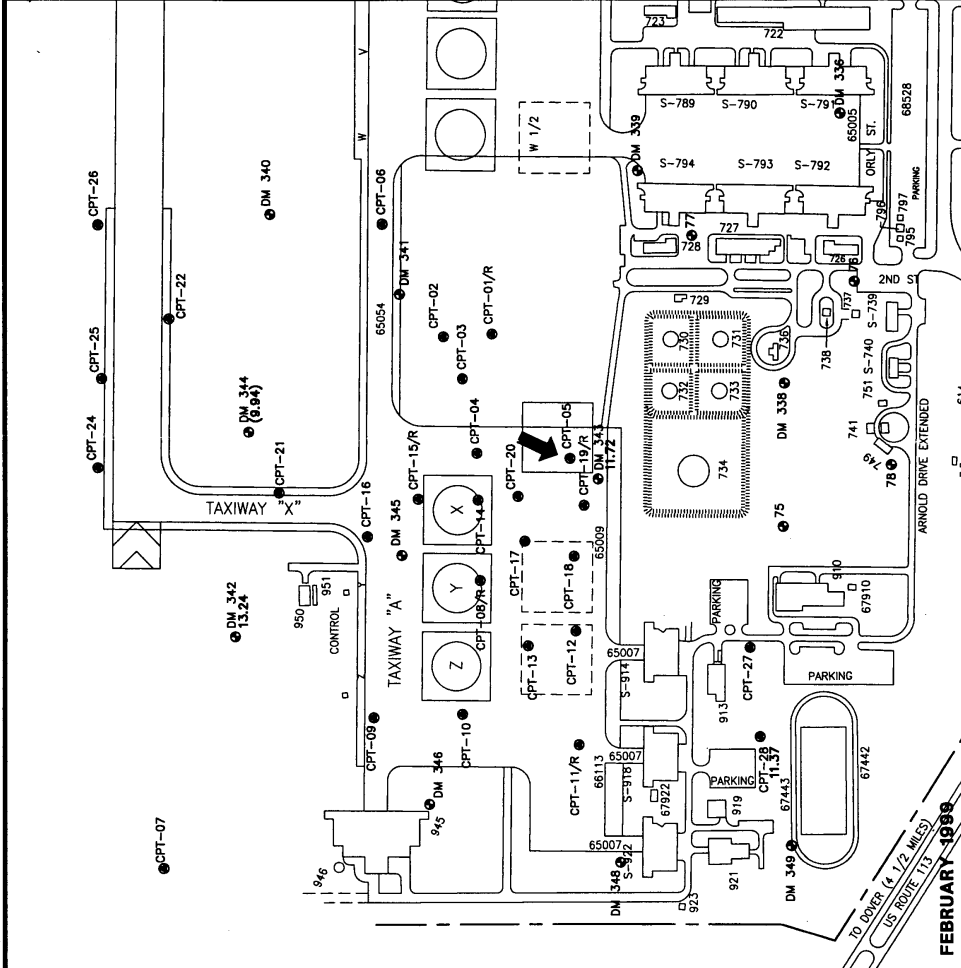 723
722
V
W
W 1/2
S-789
S-790
S-791
DM 336
65005
ORLY ST.
68528
DM 339
S-794
S-793
S-792
PARKING
CPT-26
DM 340
CPT-06
DM 341
77
728
727
726
796
797
795
76
2ND ST
CPT-22
65054
CPT-02
CPT-01/R
729
730
731
736
737
738
S-739
CPT-25
CPT-03
732
733
DM 338
751
S-740
741
749
DM 344
(9.94)
CPT-24
CPT-04
CPT-05
CPT-15/R
CPT-20
CPT-19/R
DM 343
11.72
734
78
ARNOLD DRIVE EXTENDED
CPT-21
TAXIWAY "X"
CPT-16
X
CPT-14
75
DM 345
CPT-17
CPT-18
65009
DM 342
13.24
950
951
CONTROL
TAXIWAY "A"
Y
CPT-08/R
PARKING
910
67910
Z
CPT-13
CPT-12
65007
S-914
913
CPT-27
PARKING
CPT-09
CPT-10
CPT-11/R
66113
65007
S-918
67922
PARKING
CPT-28
11.37
67443
67442
DM 346
945
946
CPT-07
65007
S-922
DM 348
919
921
923
DM 349
TO DOVER (4 1/2 MILES)
US ROUTE 113
FEBRUARY 1999